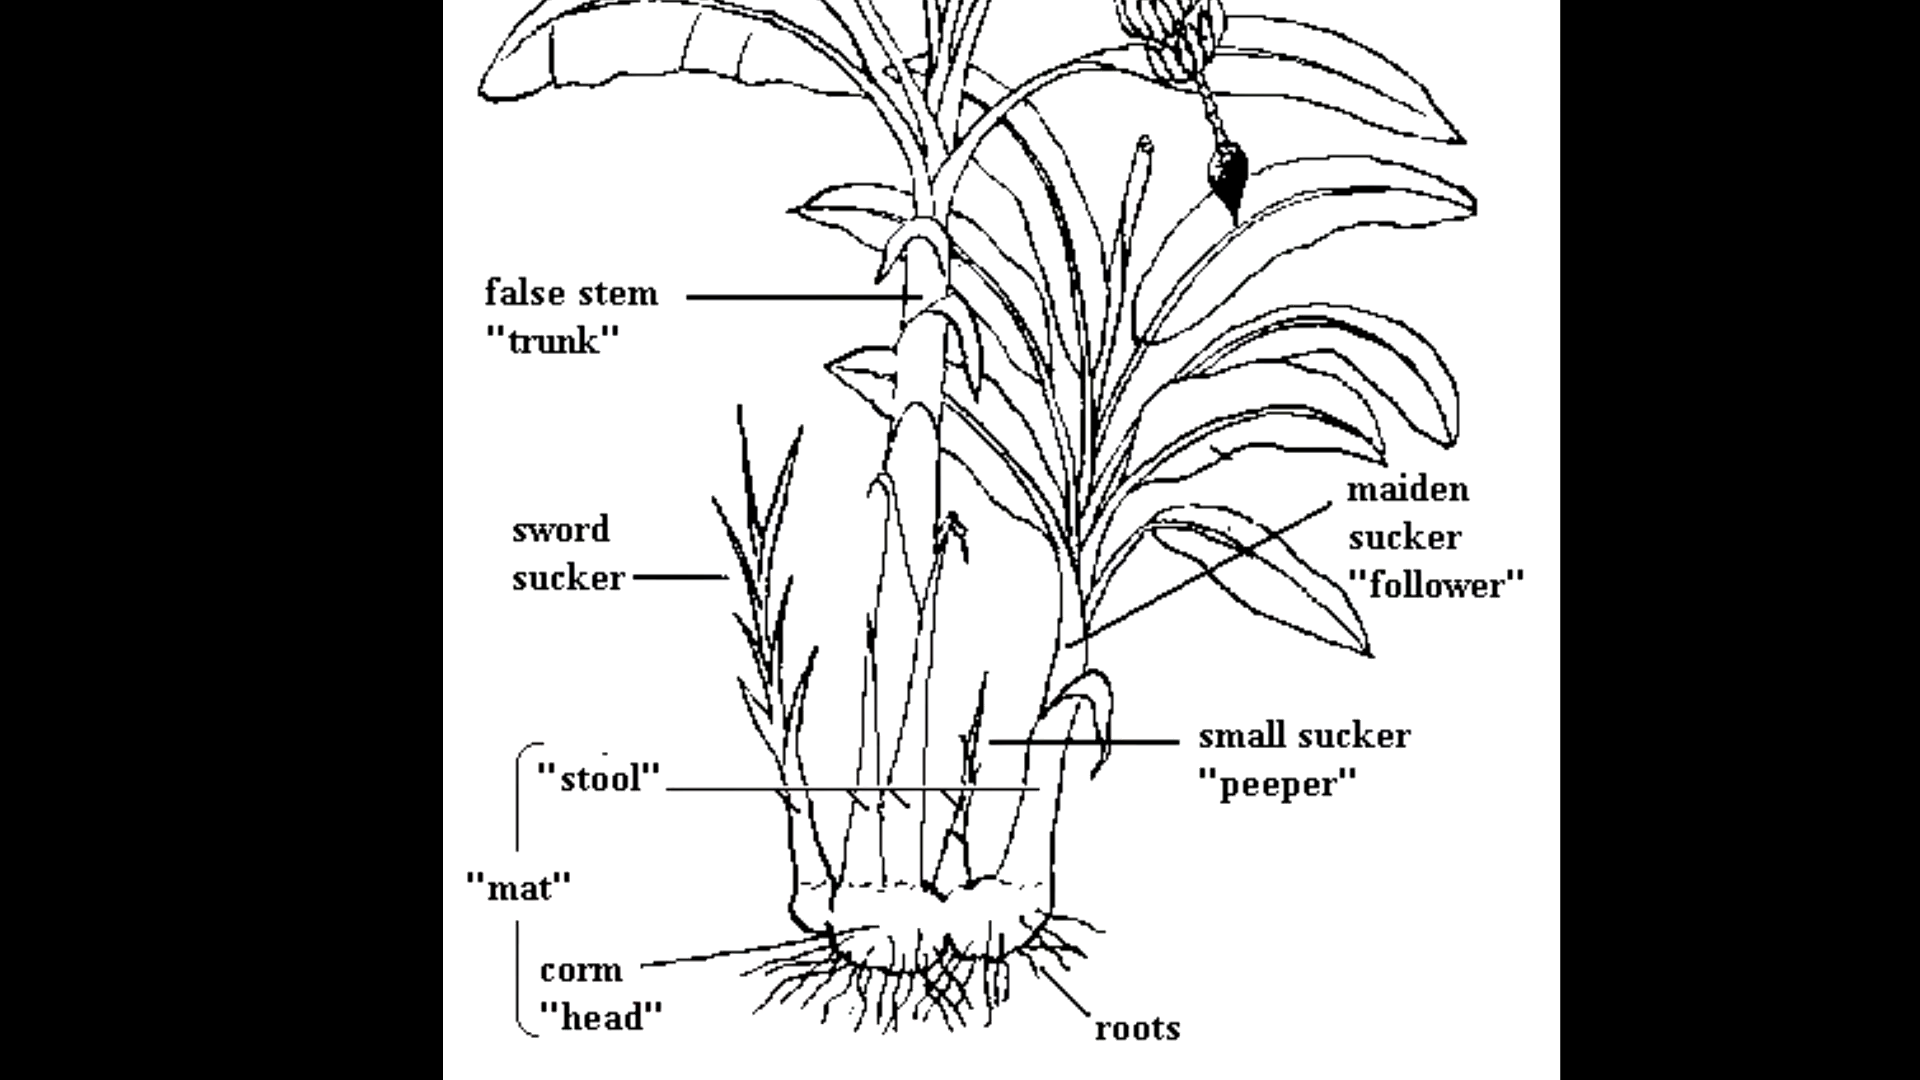 false stem
"trunk"
sword
sucker
maiden
sucker
"follower"
small sucker
"peeper"
"stool"
"mat"
corm
"head"
roots